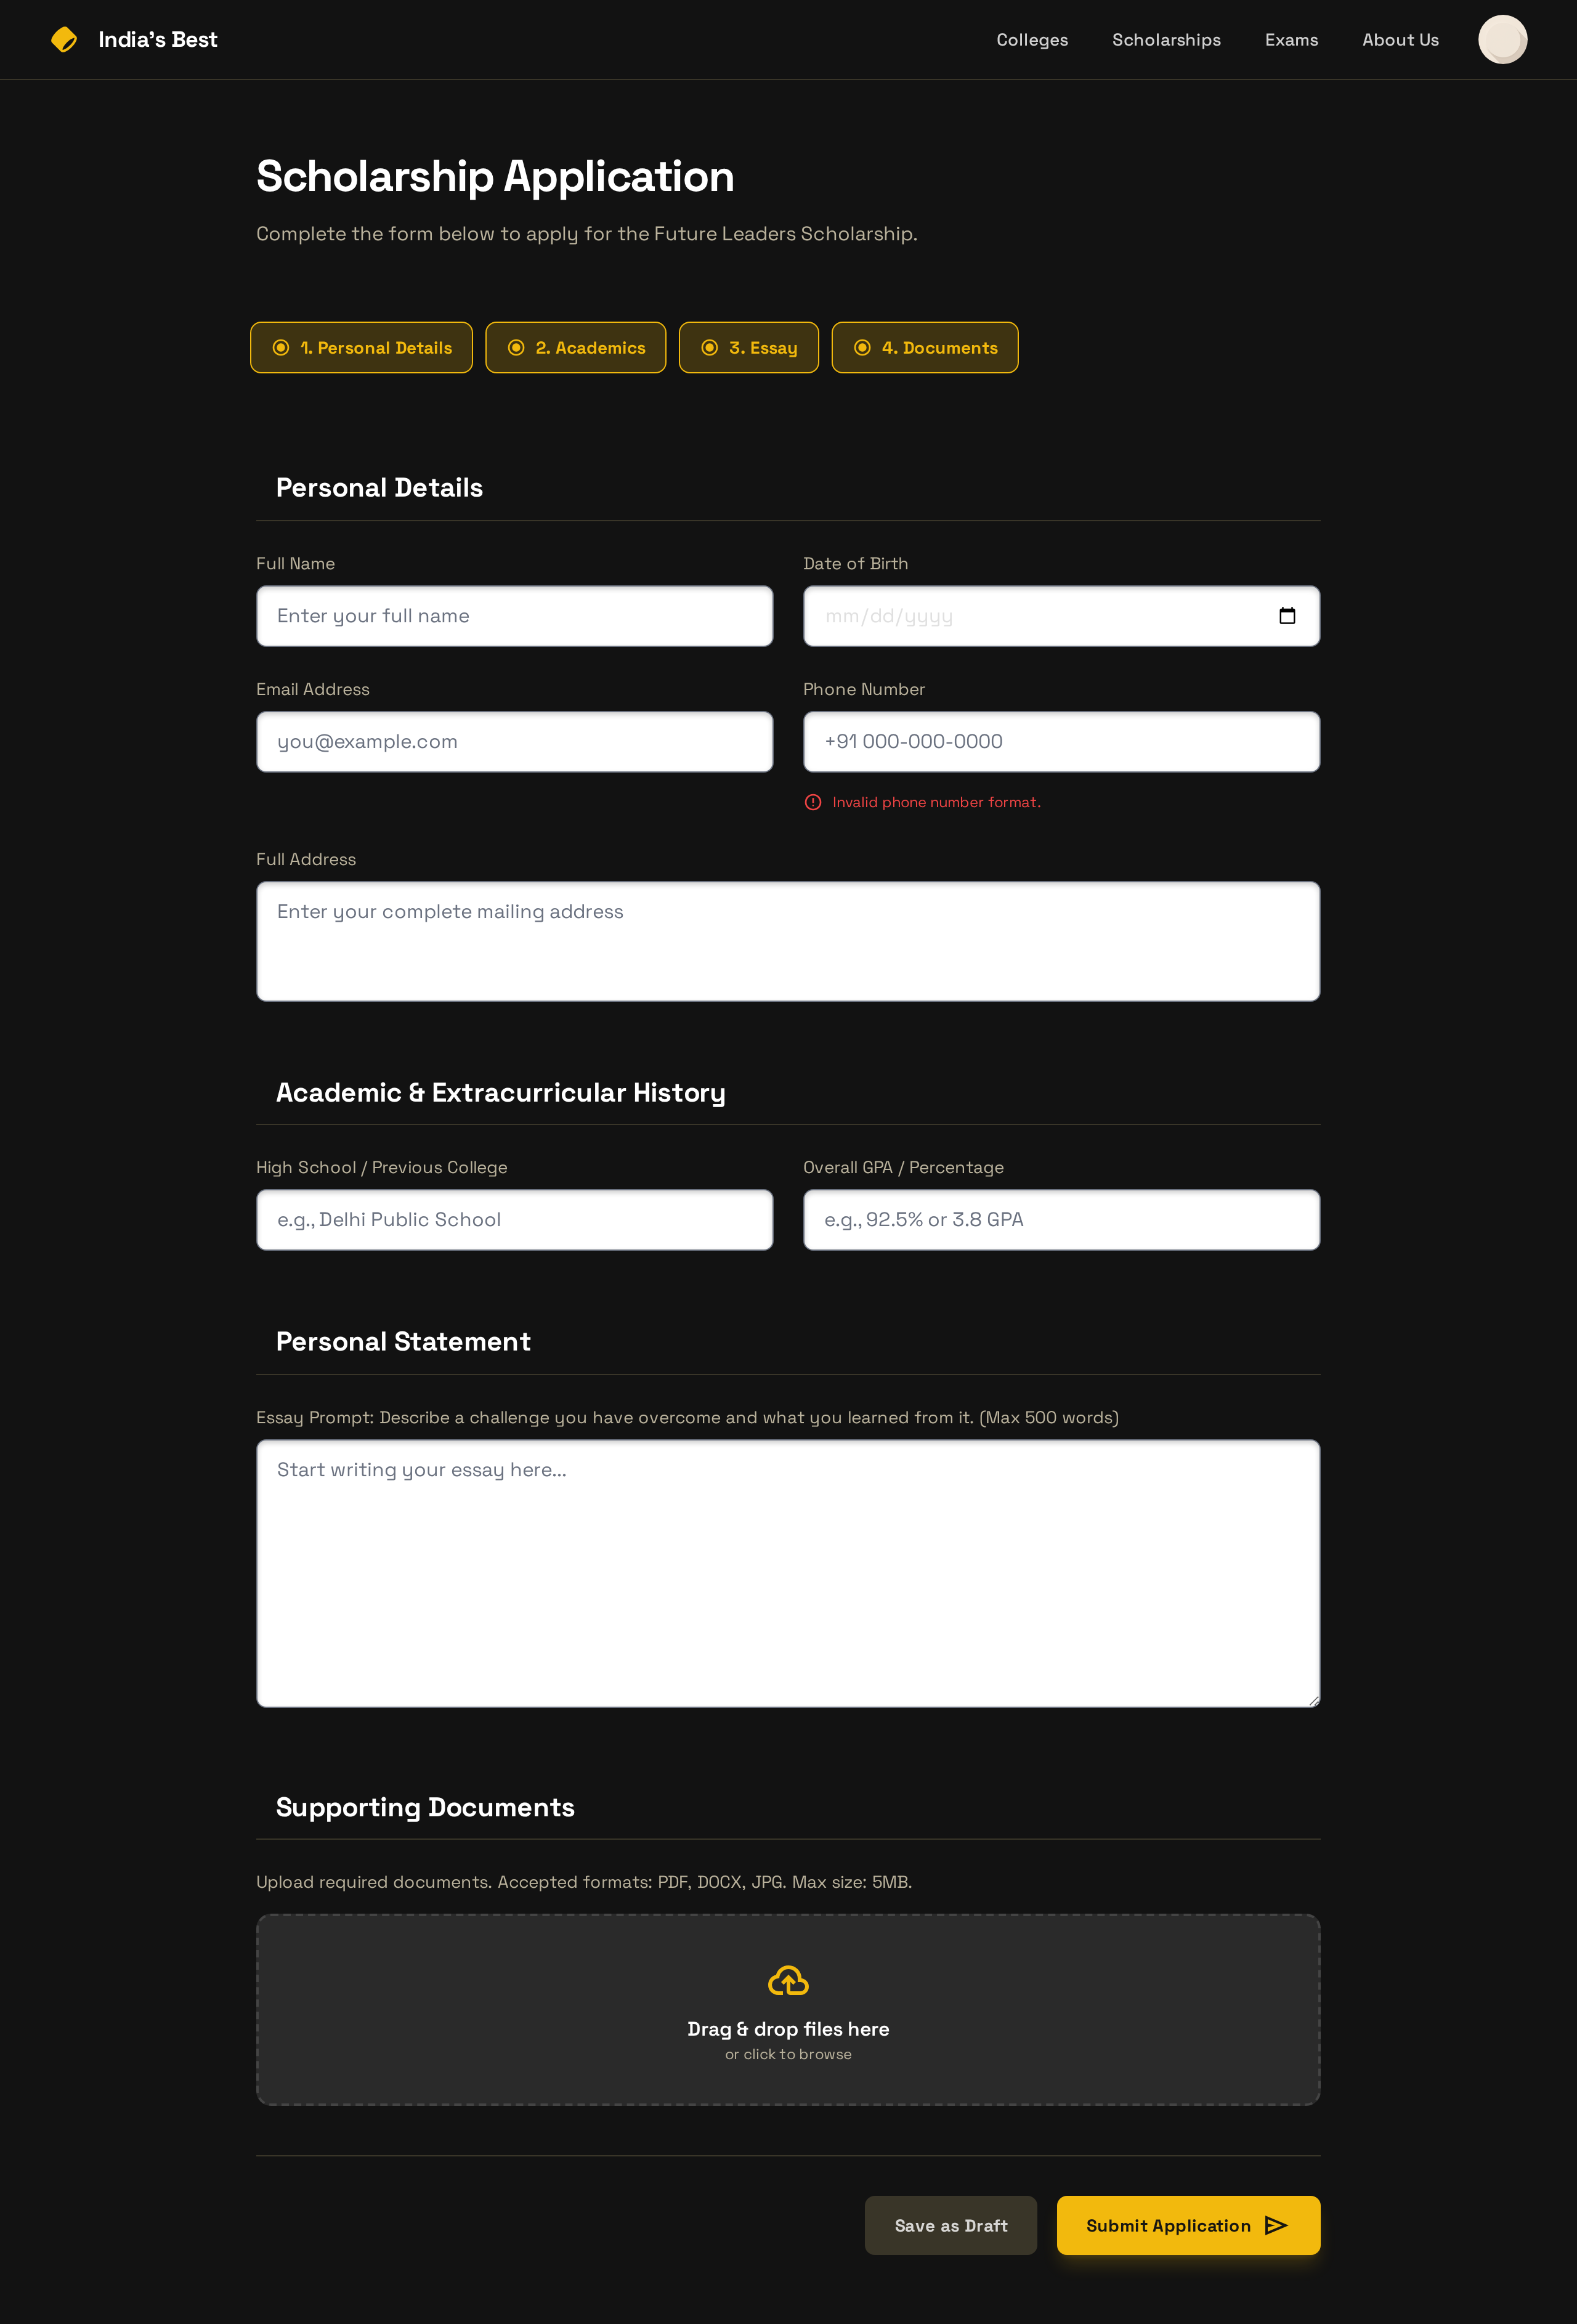 India's Best
Colleges
Scholarships
Exams
About Us
Scholarship Application
Complete the form below to apply for the Future Leaders Scholarship.
1. Personal Details
2. Academics
3. Essay
4. Documents
Personal Details
Full Name
Date of Birth
Enter your full name
mm/dd/yyyy
Email Address
Phone Number
you@example.com
+91 000-000-0000
Invalid phone number format.
Full Address
Enter your complete mailing address
Academic & Extracurricular History
High School / Previous College
Overall GPA / Percentage
e.g., Delhi Public School
e.g., 92.5% or 3.8 GPA
Personal Statement
Essay Prompt: Describe a challenge you have overcome and what you learned from it. (Max 500 words)
Start writing your essay here...
Supporting Documents
Upload required documents. Accepted formats: PDF, DOCX, JPG. Max size: 5MB.
Drag & drop files here
or click to browse
Save as Draft
Submit Application